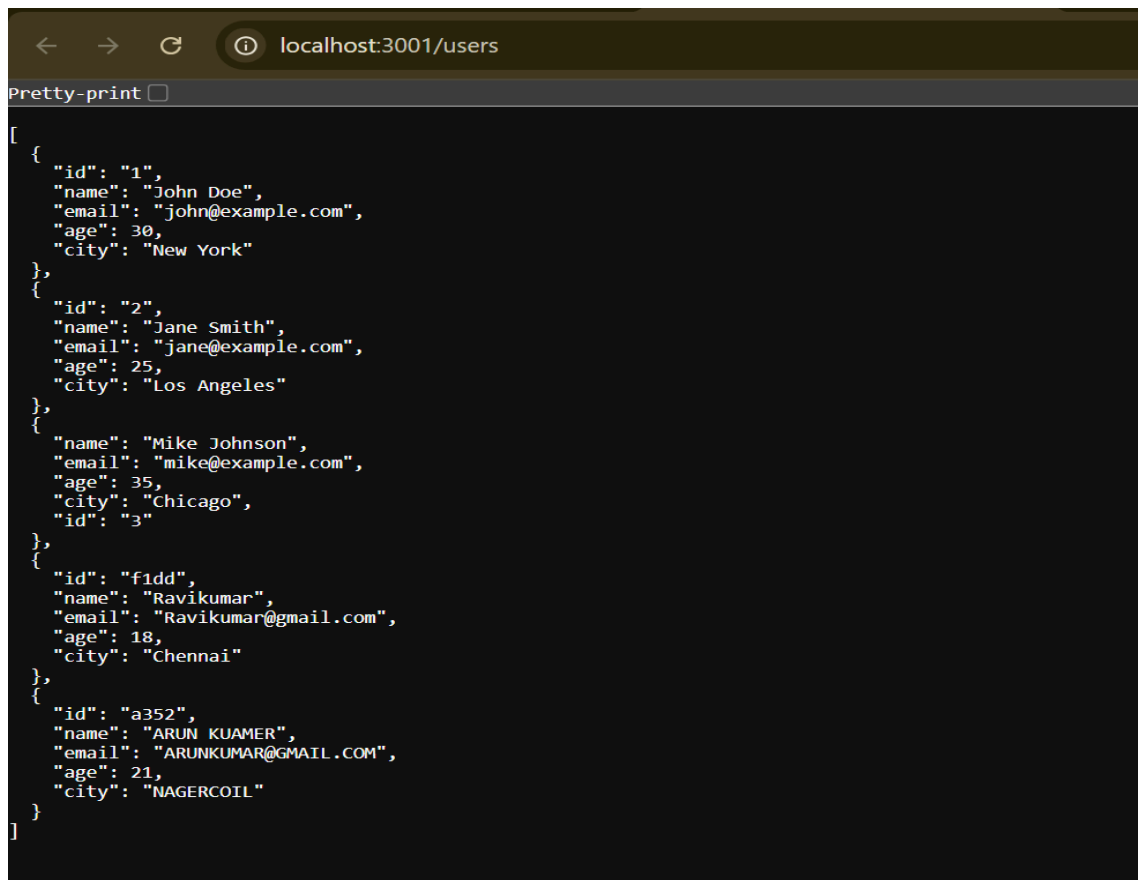 localhost:3001/users
Pretty-print
[
  {
    "id": "1",
    "name": "John Doe",
    "email": "john@example.com",
    "age": 30,
    "city": "New York"
  },
  {
    "id": "2",
    "name": "Jane Smith",
    "email": "jane@example.com",
    "age": 25,
    "city": "Los Angeles"
  },
  {
    "name": "Mike Johnson",
    "email": "mike@example.com",
    "age": 35,
    "city": "Chicago",
    "id": "3"
  },
  {
    "id": "f1dd",
    "name": "Ravikumar",
    "email": "Ravikumar@gmail.com",
    "age": 18,
    "city": "Chennai"
  },
  {
    "id": "a352",
    "name": "ARUN KUAMER",
    "email": "ARUNKUMAR@GMAIL.COM",
    "age": 21,
    "city": "NAGERCOIL"
  }
]